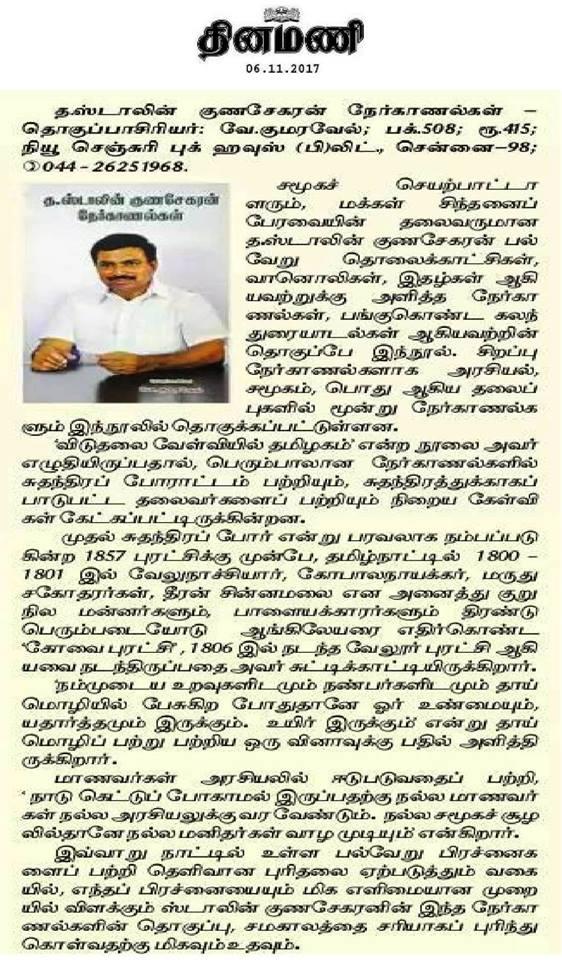 தினமணி
06.11.2017
த.ஸ்டாலின் குணசேகரன் நேர்காணல்கள் –
தொகுப்பாசிரியர்: வே.குமரவேல்; பக்.508; ரூ.415;
நியூ செஞ்சுரி புக் ஹவுஸ் (பி)லிட்., சென்னை–98;
✆044 – 26251968.
த.ஸ்டாலின் குணசேகரன்
நேர்காணல்கள்
சமூகச் செயற்பாட்டா
ளரும், மக்கள் சிந்தனைப்
பேரவையின் தலைவருமான
த.ஸ்டாலின் குணசேகரன் பல்
வேறு தொலைக்காட்சிகள்,
வானொலிகள், இதழ்கள் ஆகி
யவற்றுக்கு அளித்த நேர்கா
ணல்கள், பங்குகொண்ட கலந்
துரையாடல்கள் ஆகியவற்றின்
தொகுப்பே இந்நூல். சிறப்பு
நேர்காணல்களாக அரசியல்,
சமூகம், பொது ஆகிய தலைப்
புகளில் மூன்று நேர்காணல்க
ளும் இந்நூலில் தொகுக்கப்பட்டுள்ளன.
'விடுதலை வேள்வியில் தமிழகம்' என்ற நூலை அவர்
எழுதியிருப்பதால், பெரும்பாலான நேர்காணல்களில்
சுதந்திரப் போராட்டம் பற்றியும், சுதந்திரத்துக்காகப்
பாடுபட்ட தலைவர்களைப் பற்றியும் நிறைய கேள்வி
கள் கேட்கப்பட்டிருக்கின்றன.
முதல் சுதந்திரப் போர் என்று பரவலாக நம்பப்படு
கின்ற 1857 புரட்சிக்கு முன்பே, தமிழ்நாட்டில் 1800 –
1801 இல் வேலுநாச்சியார், கோபாலநாயக்கர், மருது
சகோதரர்கள், தீரன் சின்னமலை என அனைத்து குறு
நில மன்னர்களும், பாளையக்காரர்களும் திரண்டு
பெரும்படையோடு ஆங்கிலேயரை எதிர்கொண்ட
'கோவை புரட்சி' , 1806 இல் நடந்த வேலூர் புரட்சி ஆகி
யவை நடந்திருப்பதை அவர் சுட்டிக்காட்டியிருக்கிறார்.
'நம்முடைய உறவுகளிடமும் நண்பர்களிடமும் தாய்
மொழியில் பேசுகிற போதுதானே ஓர் உண்மையும்,
யதார்த்தமும் இருக்கும். உயிர் இருக்கும்' என்று தாய்
மொழிப் பற்று பற்றிய ஒரு வினாவுக்கு பதில் அளித்தி
ருக்கிறார்.
மாணவர்கள் அரசியலில் ஈடுபடுவதைப் பற்றி,
' நாடு கெட்டுப் போகாமல் இருப்பதற்கு நல்ல மாணவர்
கள் நல்ல அரசியலுக்கு வர வேண்டும். நல்ல சமூகச் சூழ
லில்தானே நல்ல மனிதர்கள் வாழ முடியும்' என்கிறார்.
இவ்வாறு நாட்டில் உள்ள பல்வேறு பிரச்னைக
ளைப் பற்றி தெளிவான புரிதலை ஏற்படுத்தும் வகை
யில், எந்தப் பிரச்னையையும் மிக எளிமையான முறை
யில் விளக்கும் ஸ்டாலின் குணசேகரனின் இந்த நேர்கா
ணல்களின் தொகுப்பு, சமகாலத்தை சரியாகப் புரிந்து
கொள்வதற்கு மிகவும் உதவும்.